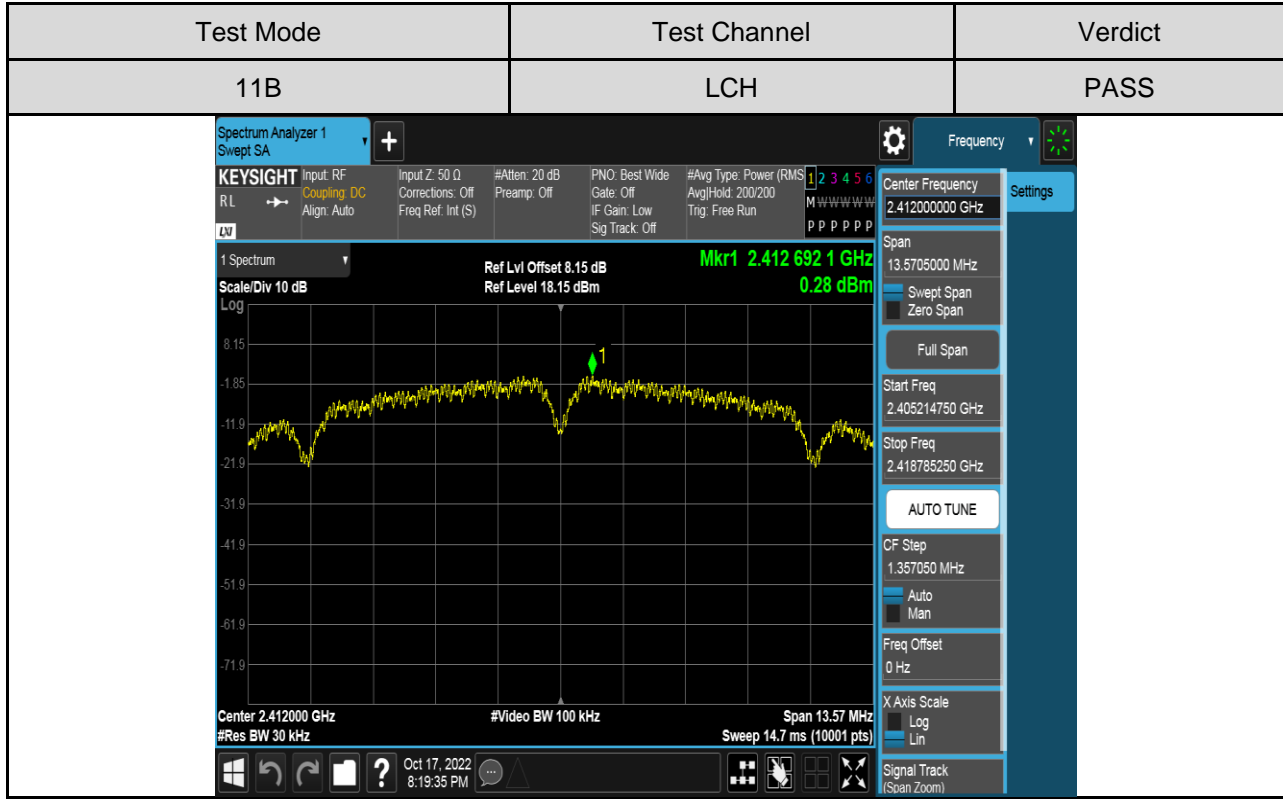 Test Mode Test Channel Verdict
11B LCH PASS
Spectrum Analyzer 1
Swept SA
+
Frequency
KEYSIGHT Input: RF Input Z: 50 Ω #Atten: 20 dB PNO: Best Wide #Avg Type: Power (RMS 1 2 3 4 5 6
RL Coupling: DC Corrections: Off Preamp: Off Gate: Off Avg|Hold: 200/200 M W W W W W
Align: Auto Freq Ref: Int (S) IF Gain: Low Trig: Free Run
LXI Sig Track: Off P P P P P P
1 Spectrum
Scale/Div 10 dB
Ref Lvl Offset 8.15 dB
Ref Level 18.15 dBm
Mkr1 2.412 692 1 GHz
0.28 dBm
Log
8.15
1
-1.85
-11.9
-21.9
-31.9
-41.9
-51.9
-61.9
-71.9
Center 2.412000 GHz #Video BW 100 kHz Span 13.57 MHz
#Res BW 30 kHz Sweep 14.7 ms (10001 pts)
Center Frequency
2.412000000 GHz
Settings
Span
13.5705000 MHz
Swept Span
Zero Span
Full Span
Start Freq
2.405214750 GHz
Stop Freq
2.418785250 GHz
AUTO TUNE
CF Step
1.357050 MHz
Auto
Man
Freq Offset
0 Hz
X Axis Scale
Log
Lin
Signal Track
(Span Zoom)
? Oct 17, 2022
8:19:35 PM